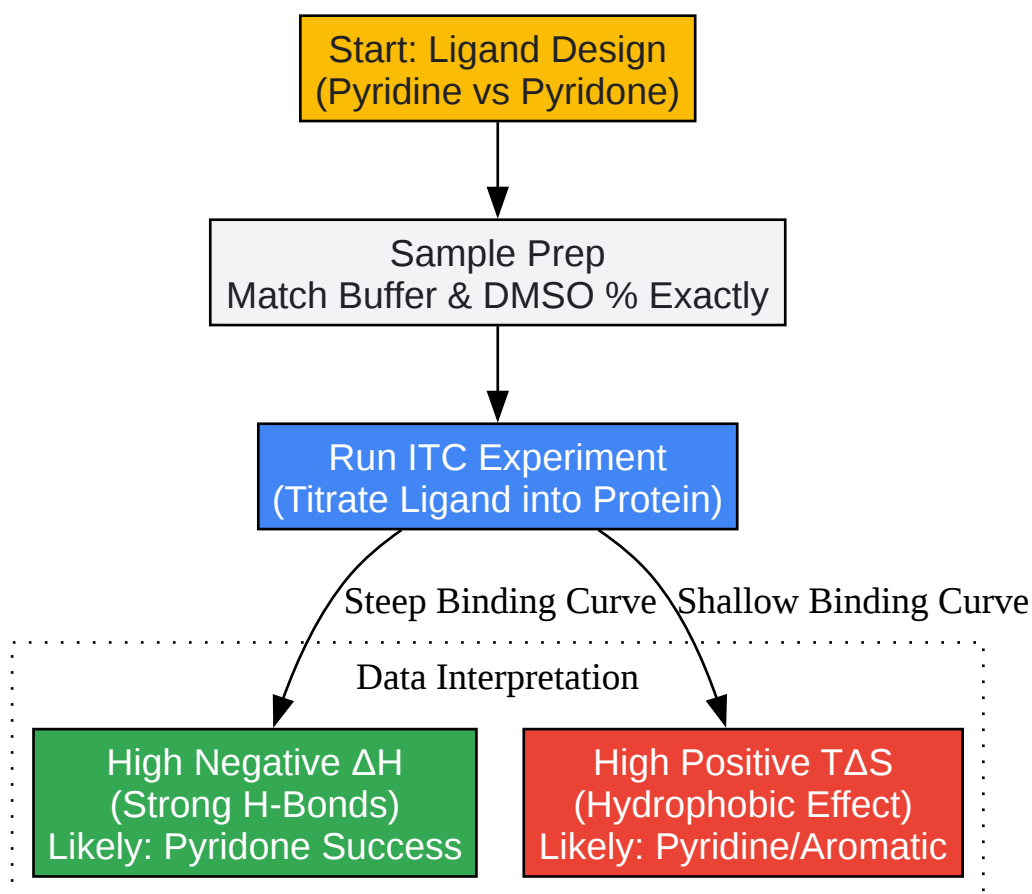 Start: Ligand Design
(Pyridine vs Pyridone)
Sample Prep
Match Buffer & DMSO % Exactly
Run ITC Experiment
(Titrate Ligand into Protein)
Steep Binding Curve
Shallow Binding Curve
Data Interpretation
High Negative ΔH
(Strong H-Bonds)
Likely: Pyridone Success
High Positive TΔS
(Hydrophobic Effect)
Likely: Pyridine/Aromatic